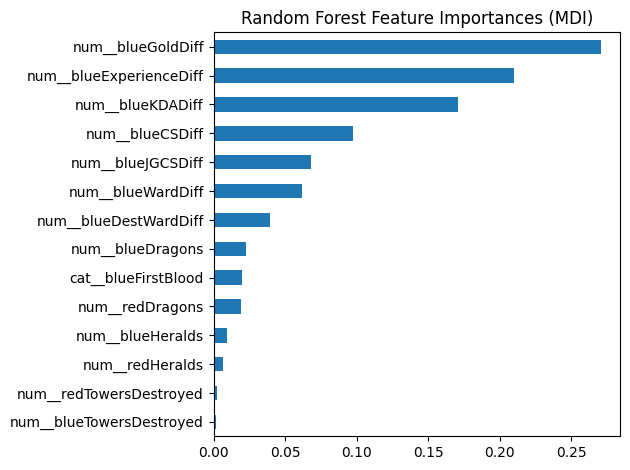 Random Forest Feature Importances (MDI)
num__blueGoldDiff
num__blueExperienceDiff
num__blueKDADiff
num__blueCSDiff
num__blueJGCSDiff
num__blueWardDiff
num__blueDestWardDiff
num__blueDragons
cat__blueFirstBlood
num__redDragons
num__blueHeralds
num__redHeralds
num__redTowersDestroyed
num__blueTowersDestroyed
0.00 0.05 0.10 0.15 0.20 0.25